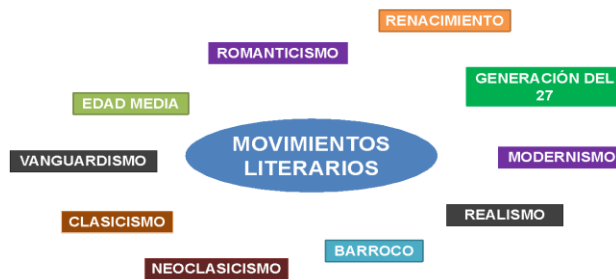 RENACIMIENTO
ROMANTICISMO
GENERACIÓN DEL
27
EDAD MEDIA
MOVIMIENTOS
LITERARIOS
VANGUARDISMO
MODERNISMO
CLASICISMO
REALISMO
BARROCO
NEOCLASICISMO